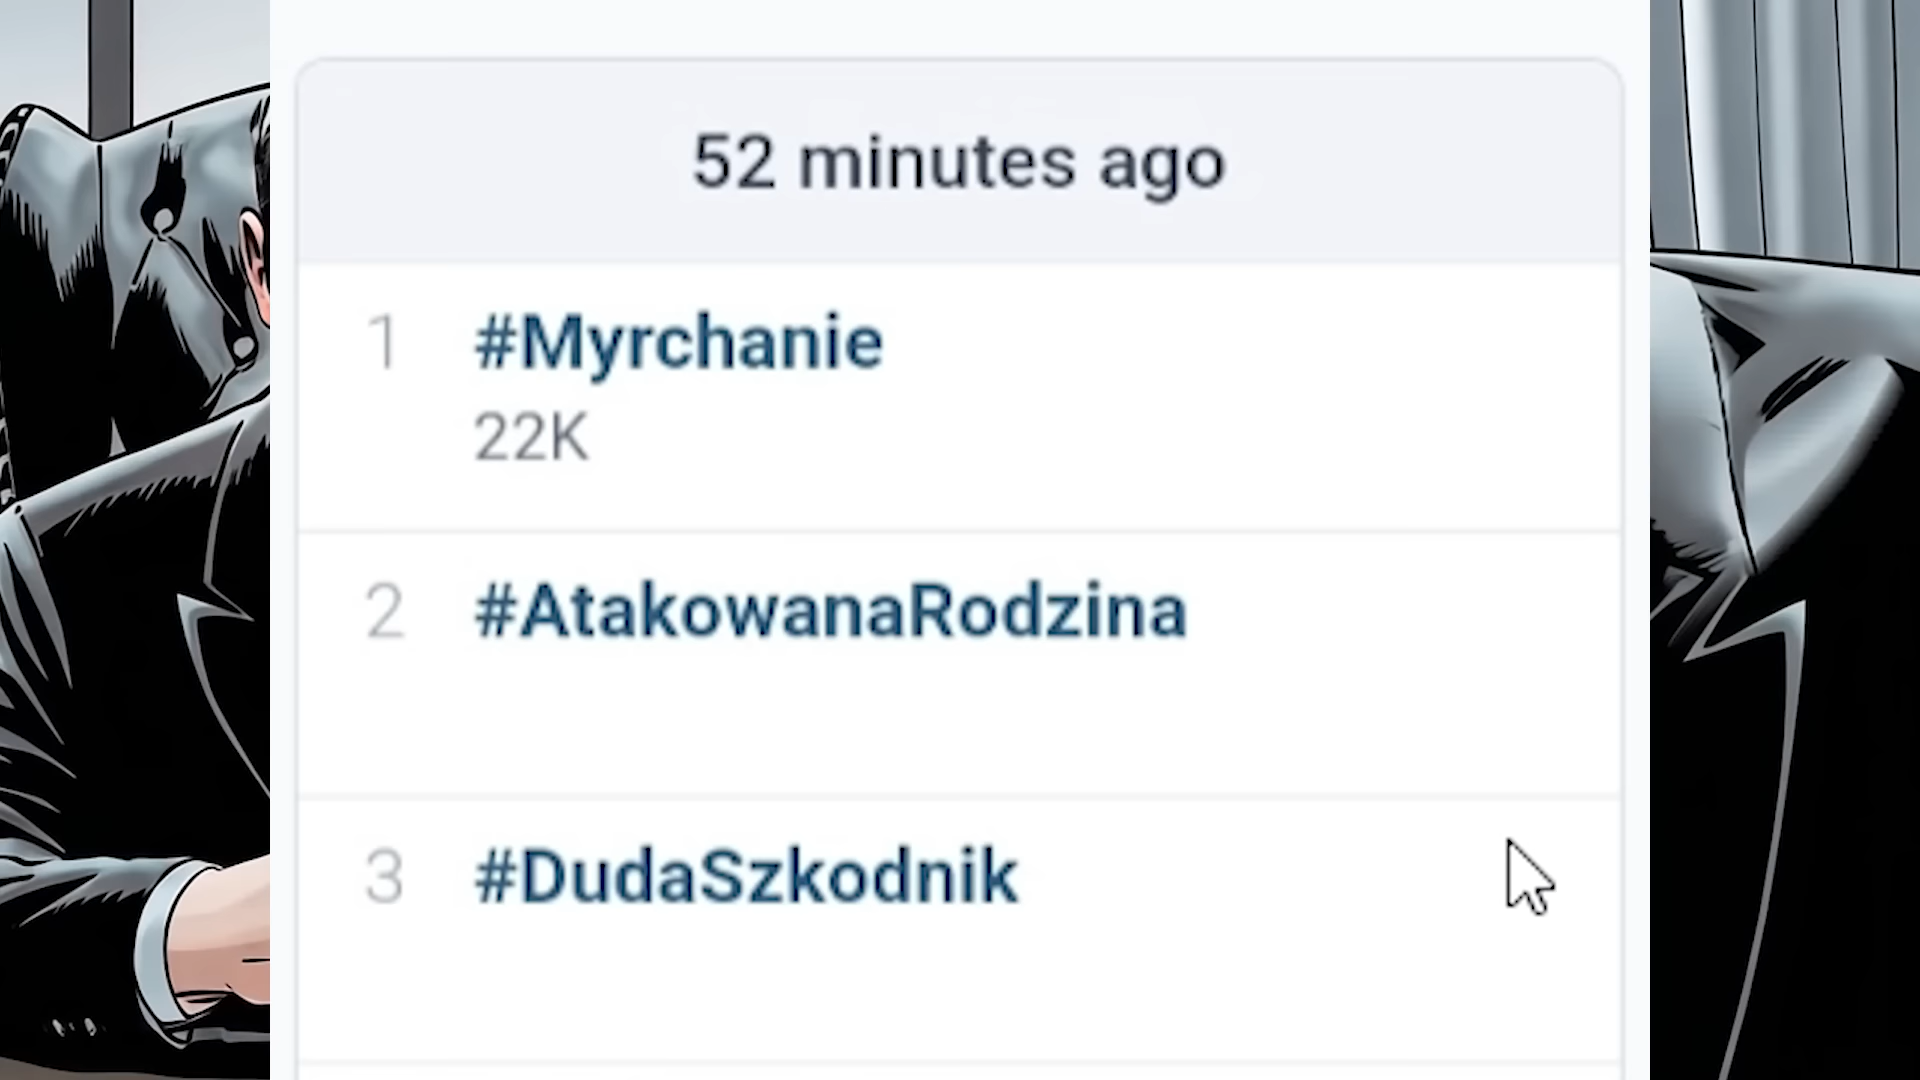 52 minutes ago
1 #Myrchanie
22K
2 #AtakowanaRodzina
3 #DudaSzkodnik